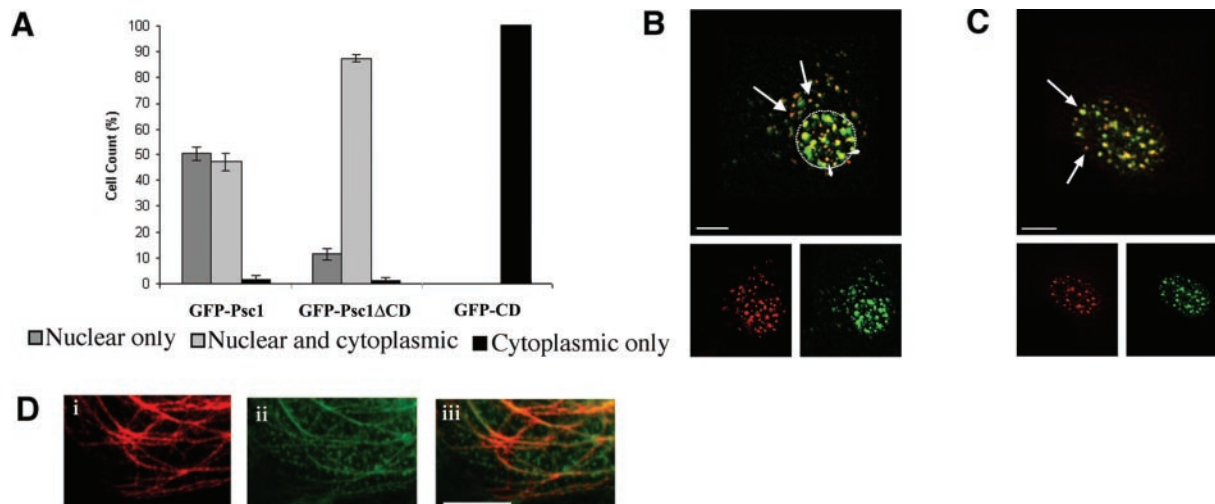 A
100
90
80
70
60
50
40
30
20
10
0
Cell Count (%)
GFP-Psc1 GFP-Psc1ΔCD GFP-CD
Nuclear only Nuclear and cytoplasmic Cytoplasmic only
B
C
D
i ii iii